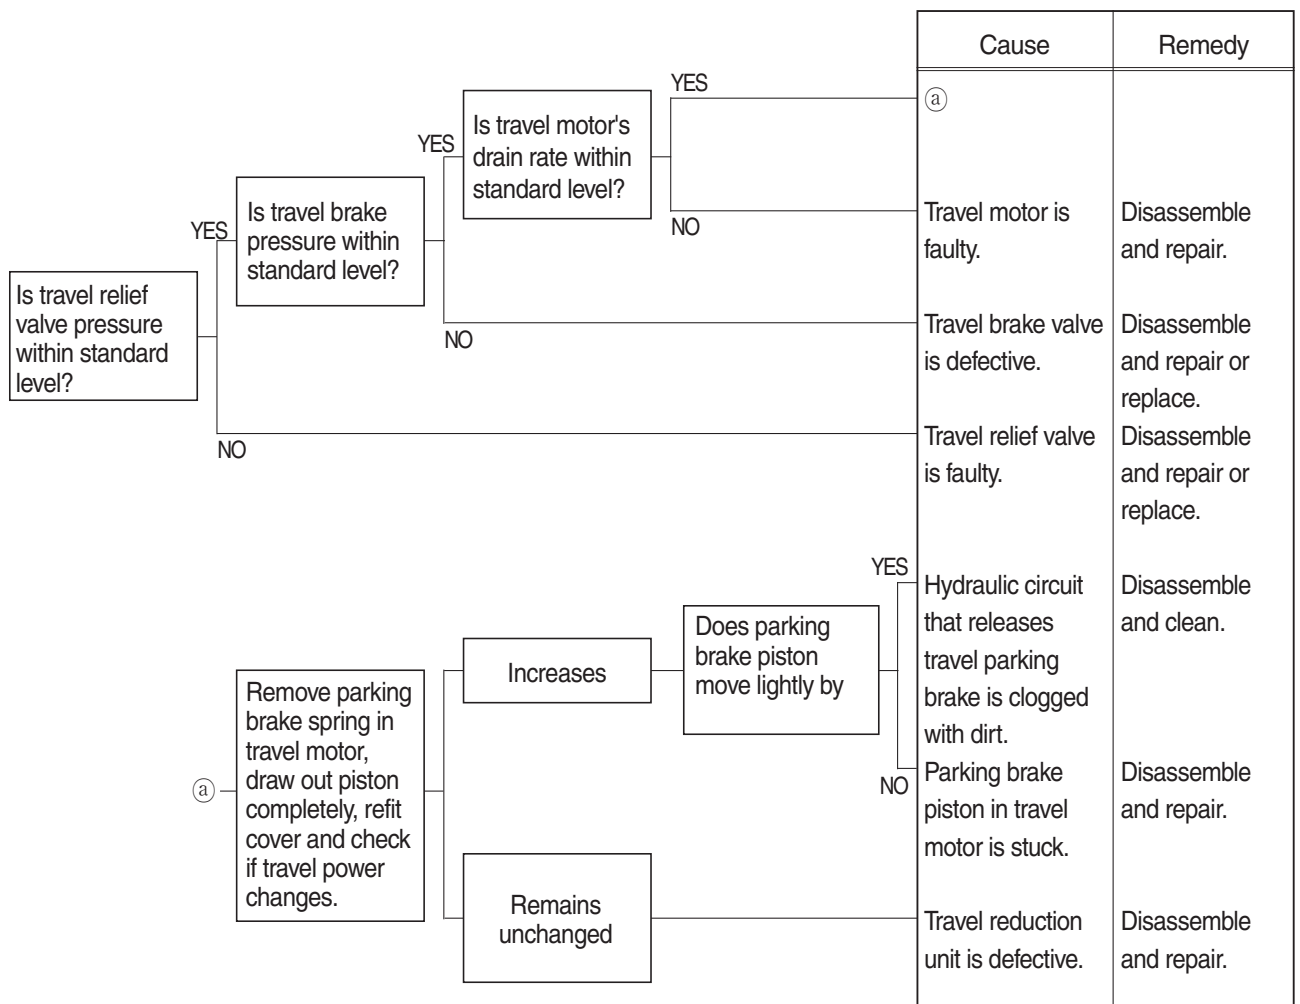 Cause
Remedy
YES
ⓐ
Is travel motor's
drain rate within
standard level?
YES
NO
Travel motor is
faulty.
Disassemble
and repair.
Is travel brake
pressure within
standard level?
YES
NO
Travel brake valve
is defective.
Disassemble
and repair or
replace.
Is travel relief
valve pressure
within standard
level?
NO
Travel relief valve
is faulty.
Disassemble
and repair or
replace.
ⓐ
Remove parking
brake spring in
travel motor,
draw out piston
completely, refit
cover and check
if travel power
changes.
Increases
Does parking
brake piston
move lightly by
YES
Hydraulic circuit
that releases
travel parking
brake is clogged
with dirt.
Disassemble
and clean.
NO
Parking brake
piston in travel
motor is stuck.
Disassemble
and repair.
Remains
unchanged
Travel reduction
unit is defective.
Disassemble
and repair.